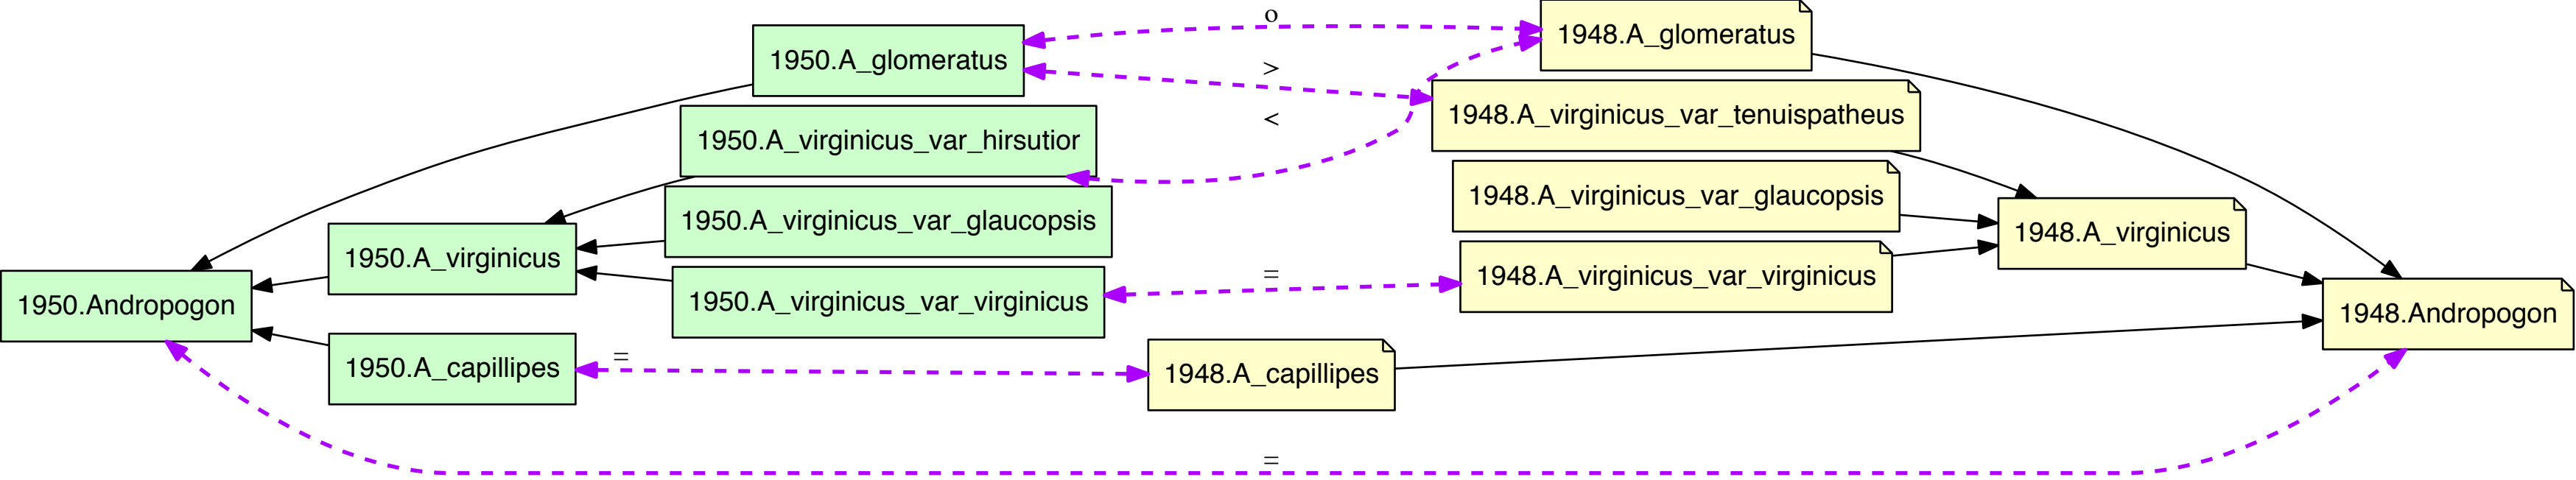 o
1948.A_glomeratus
1950.A_glomeratus
>
1948.A_virginicus_var_tenuispatheus
<
1950.A_virginicus_var_hirsutior
1948.A_virginicus_var_glaucopsis
1950.A_virginicus_var_glaucopsis
1948.A_virginicus
1950.A_virginicus
=
1948.A_virginicus_var_virginicus
1950.A_virginicus_var_virginicus
1950.Andropogon
1948.Andropogon
=
1950.A_capillipes
1948.A_capillipes
=